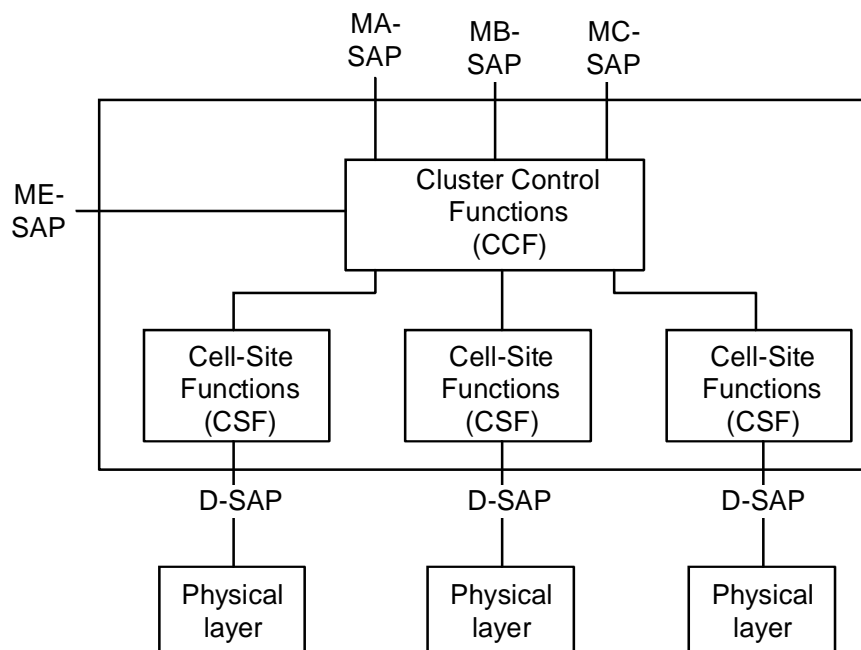 MA-
SAP
MB-
SAP
MC-
SAP
ME-
SAP
Cluster Control
Functions
(CCF)
Cell-Site
Functions
(CSF)
Cell-Site
Functions
(CSF)
Cell-Site
Functions
(CSF)
D-SAP
D-SAP
D-SAP
Physical
layer
Physical
layer
Physical
layer